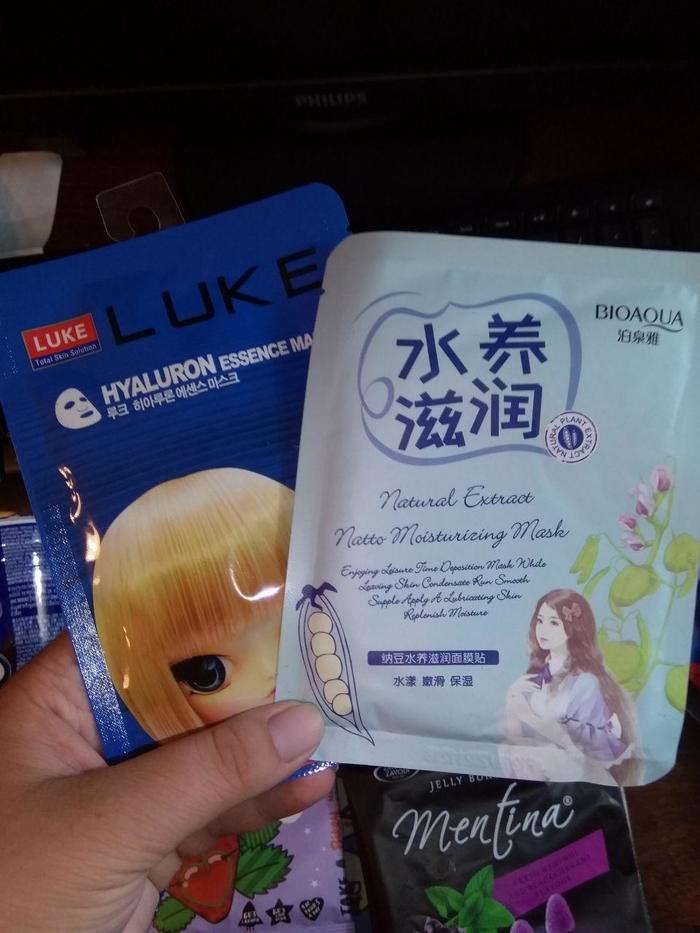 PHILIPS
LUKE
LUKE
Total Skin Solution
HYALURON ESSENCE MA
루크 히아루론 에센스 마스크
BIOAQUA
泊泉雅
水养
滋润
NATURAL PLANT EXTRACT
Natural Extract
Natto Moisturizing Mask
Enjoying Leisure Time Deposition Mask While
Leaving Skin Condensate Run Smooth
Supple Apply A Lubricating Skin
Replenish Moisture
纳豆水养滋润面膜贴
水漾 嫩滑 保湿
JELLY BON
Mentina®